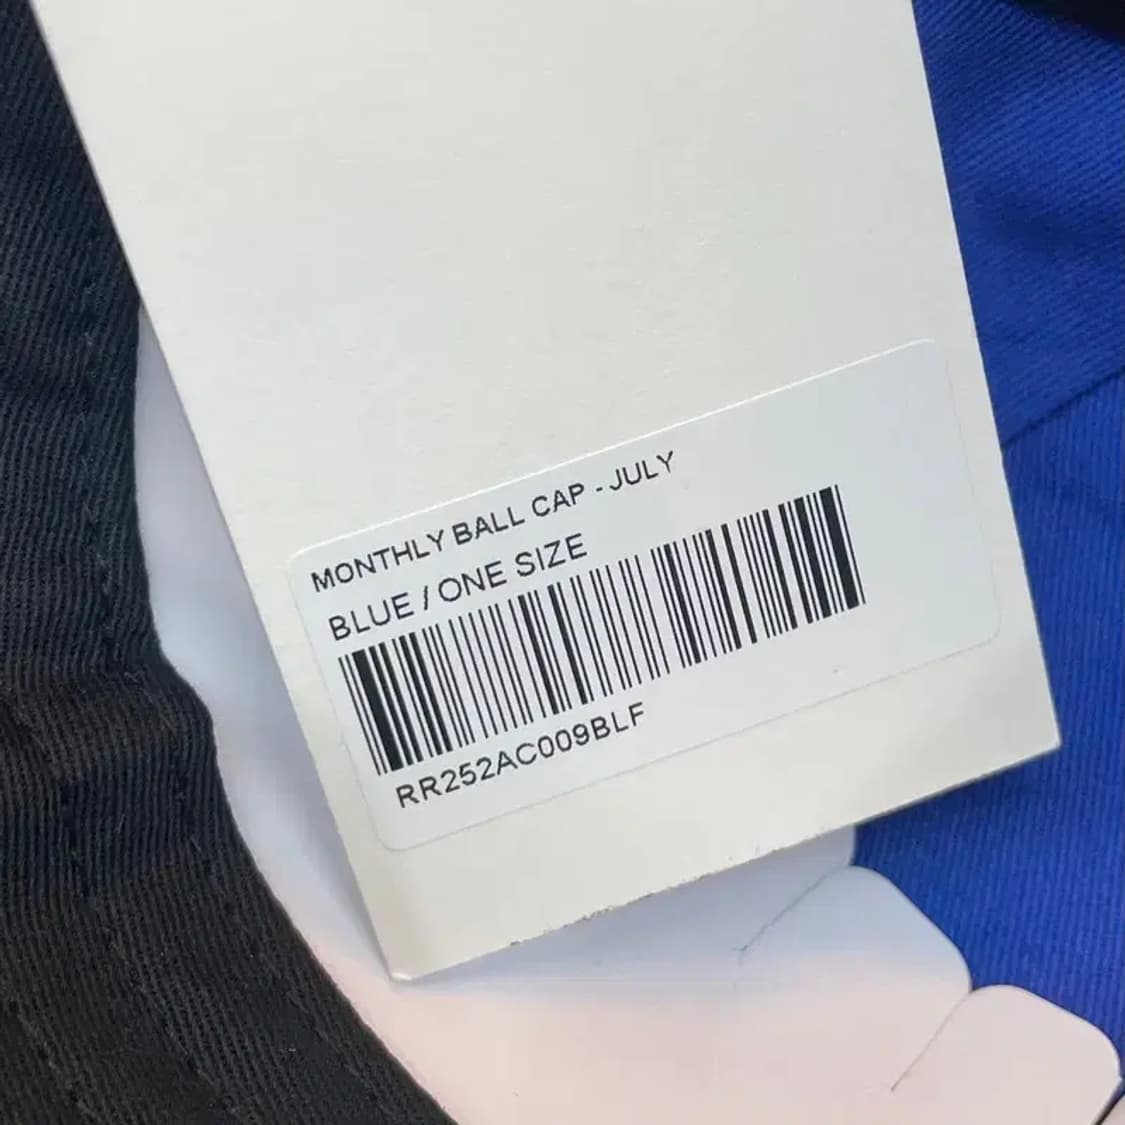 MONTHLY BALL CAP - JULY
BLUE / ONE SIZE
RR252AC009BLF